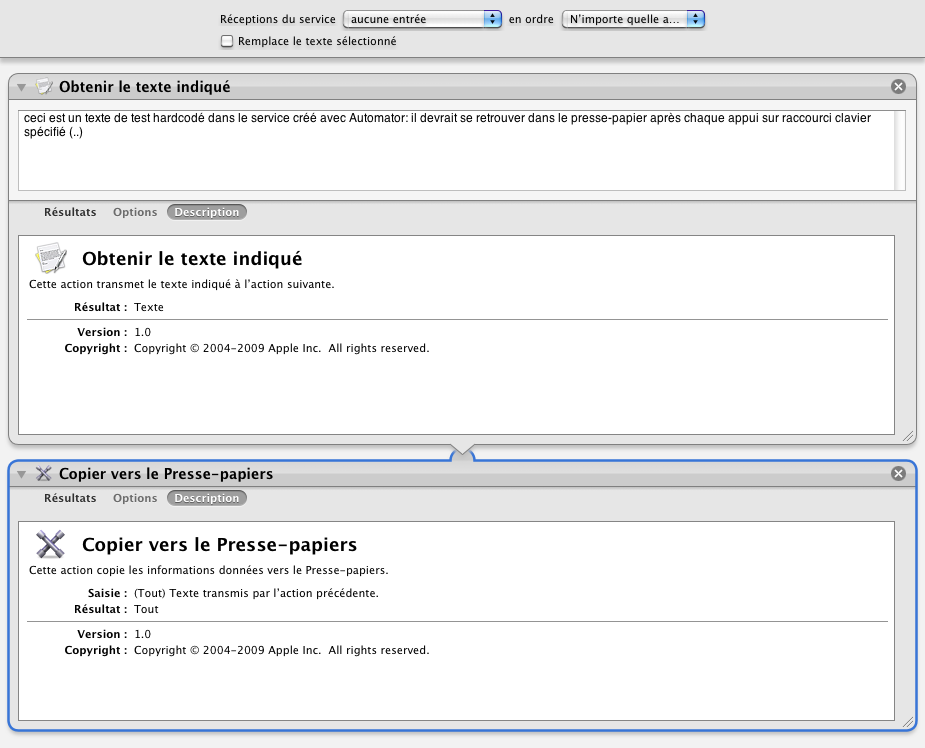 Réceptions du service aucune entrée en ordre N'importe quelle a...
Remplace le texte sélectionné
Obtenir le texte indiqué
ceci est un texte de test hardcodé dans le service créé avec Automator: il devrait se retrouver dans le presse-papier après chaque appui sur raccourci clavier
spécifié (..)
Résultats Options Description
Obtenir le texte indiqué
Cette action transmet le texte indiqué à l'action suivante.
Résultat : Texte
Version : 1.0
Copyright : Copyright © 2004-2009 Apple Inc. All rights reserved.
Copier vers le Presse-papiers
Résultats Options Description
Copier vers le Presse-papiers
Cette action copie les informations données vers le Presse-papiers.
Saisie : (Tout) Texte transmis par l'action précédente.
Résultat : Tout
Version : 1.0
Copyright : Copyright © 2004-2009 Apple Inc. All rights reserved.